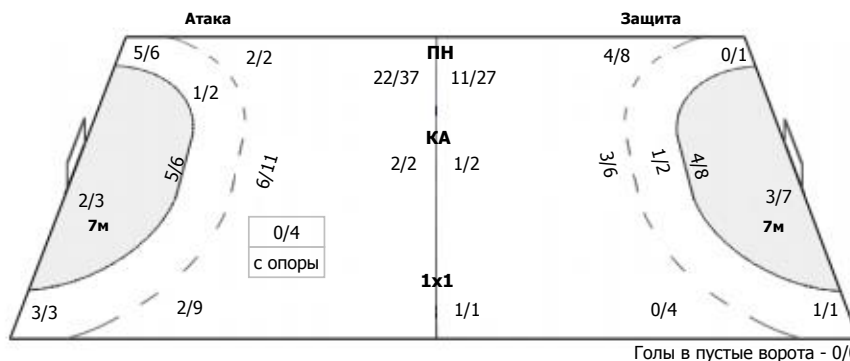 Атака
Защита
5/6
2/2
ПН
4/8
0/1
22/37
11/27
1/2
КА
5/6
6/11
2/2
1/2
3/6
1/2
4/8
2/3
7м
3/7
7м
0/4
с опоры
1x1
3/3
2/9
1/1
0/4
1/1
Голы в пустые ворота - 0/